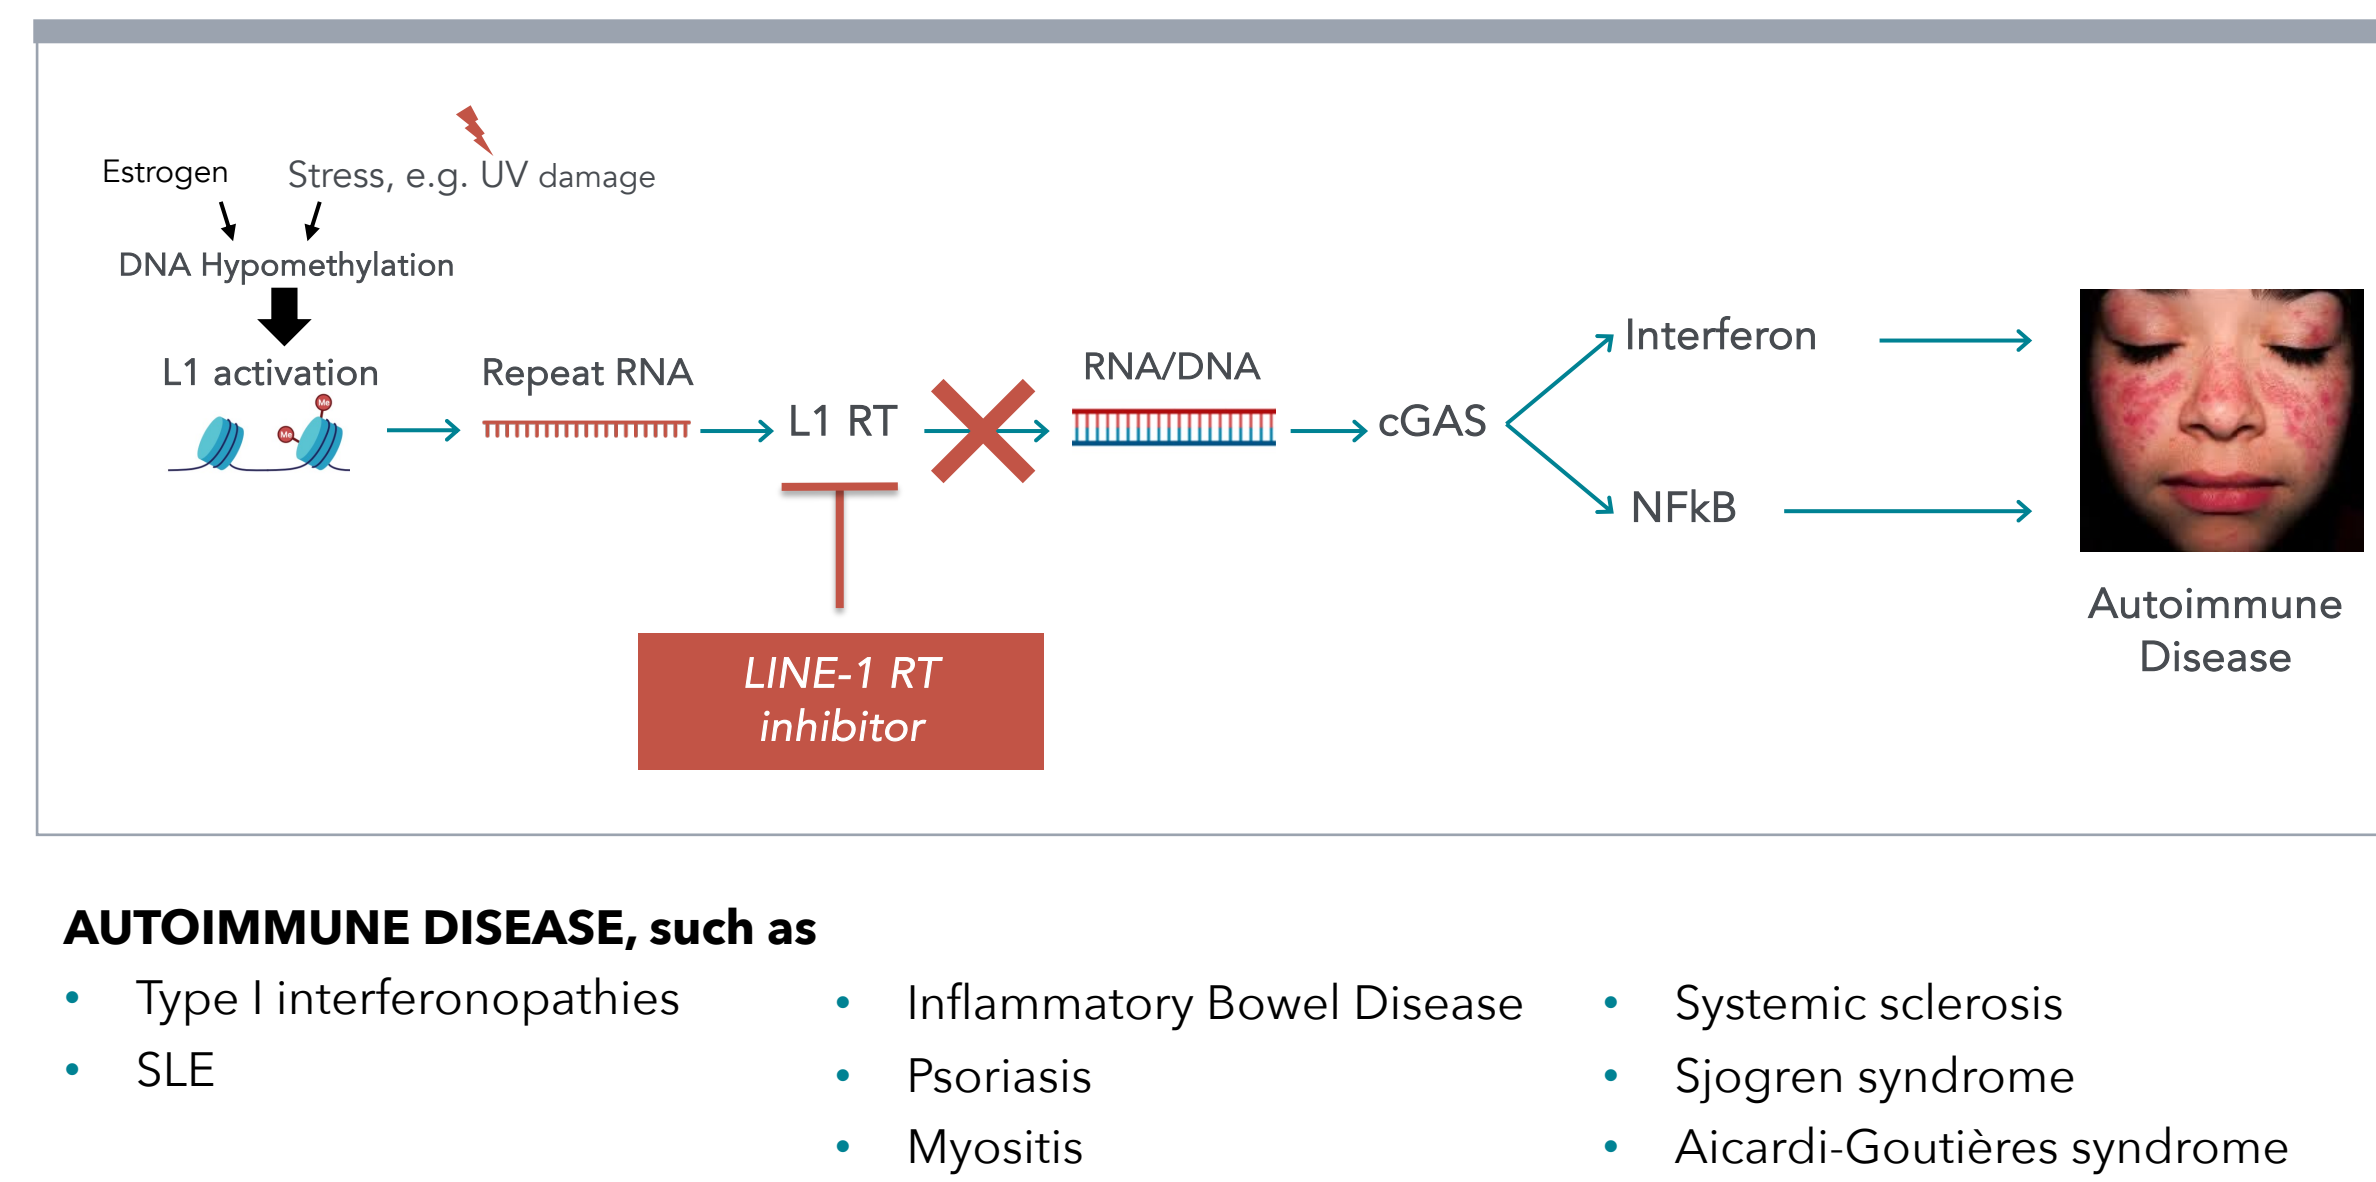 Estrogen
Stress, e.g. UV damage
DNA Hypomethylation
L1 activation
Me
Me
Repeat RNA
L1 RT
RNA/DNA
cGAS
Interferon
NFkB
Autoimmune
Disease
LINE-1 RT
inhibitor
AUTOIMMUNE DISEASE, such as
• Type I interferonopathies
• SLE
• Inflammatory Bowel Disease
• Psoriasis
• Myositis
• Systemic sclerosis
• Sjogren syndrome
• Aicardi-Goutières syndrome